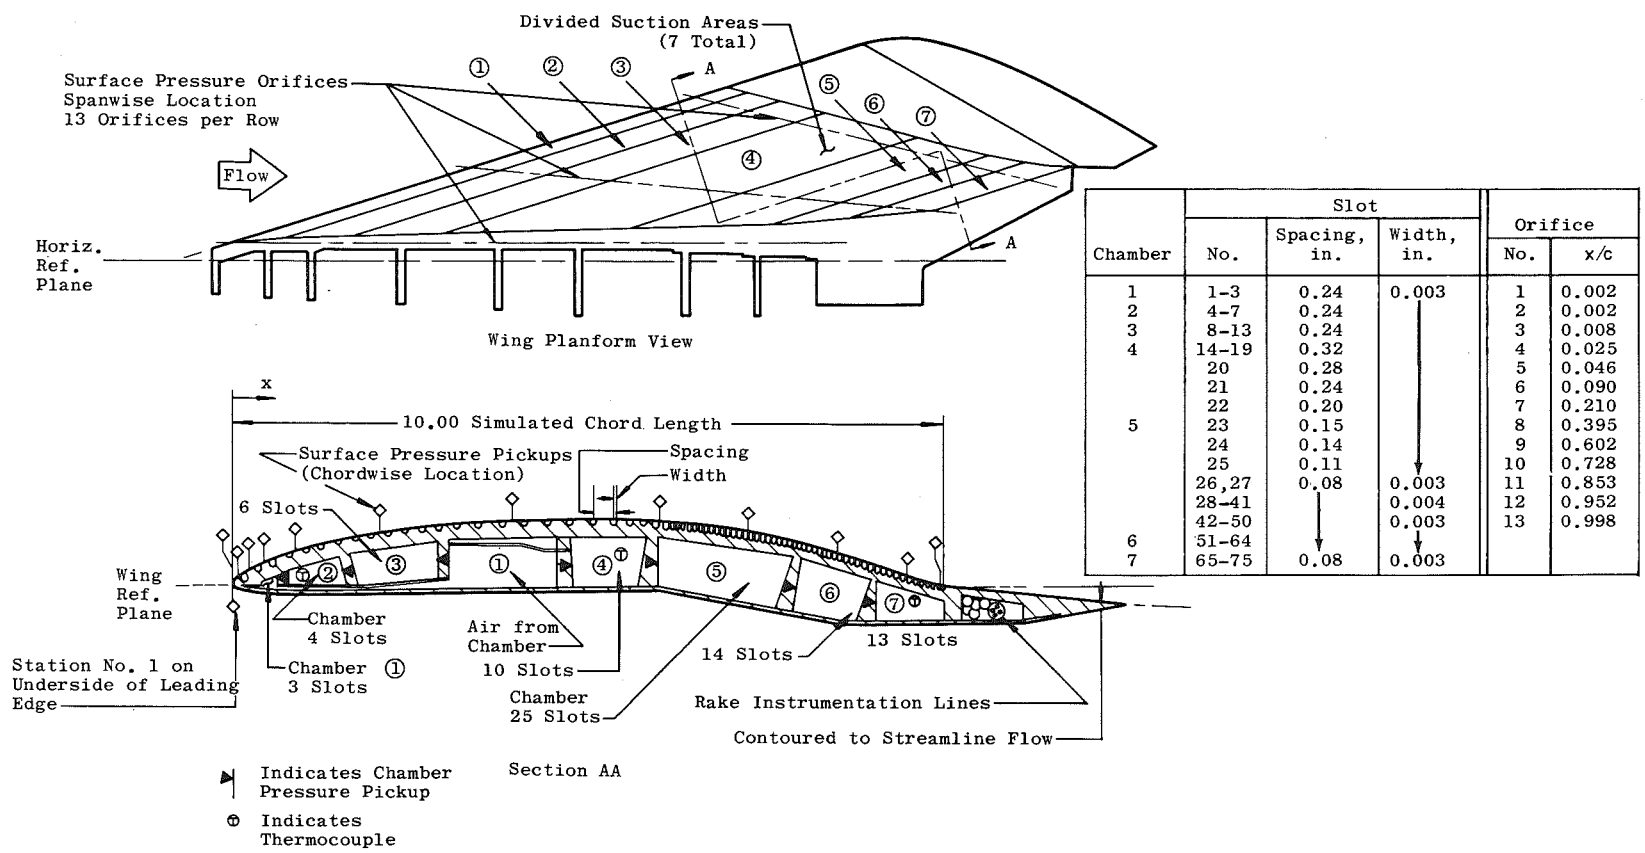 Divided Suction Areas
(7 Total)
Surface Pressure Orifices
Spanwise Location
13 Orifices per Row
① ② ③ A
⑤
⑥
⑦
④
Flow
A
Horiz.
Ref.
Plane
Wing Planform View
Slot
Orifice
Chamber No. Spacing, in. Width, in. No. x/c
1 1-3 0.24 0.003 1 0.002
2 4-7 0.24 2 0.002
3 8-13 0.24 3 0.008
4 14-19 0.32 4 0.025
20 0.28 5 0.046
21 0.24 6 0.090
22 0.20 7 0.210
5 23 0.15 8 0.395
24 0.14 9 0.602
25 0.11 10 0.728
26,27 0.08 0.003 11 0.853
28-41 0.004 12 0.952
42-50 0.003 13 0.998
6 51-64
7 65-75 0.08 0.003
x
10.00 Simulated Chord Length
Surface Pressure Pickups
(Chordwise Location)
Spacing
Width
6 Slots
② ③ ① ④ ⑤ ⑥ ⑦
Wing
Ref.
Plane
Chamber
4 Slots
Air from
Chamber
10 Slots
13 Slots
14 Slots
Station No. 1 on
Underside of Leading
Edge
Chamber ①
3 Slots
Chamber
25 Slots
Rake Instrumentation Lines
Contoured to Streamline Flow
Section AA
Indicates Chamber
Pressure Pickup
T Indicates
Thermocouple